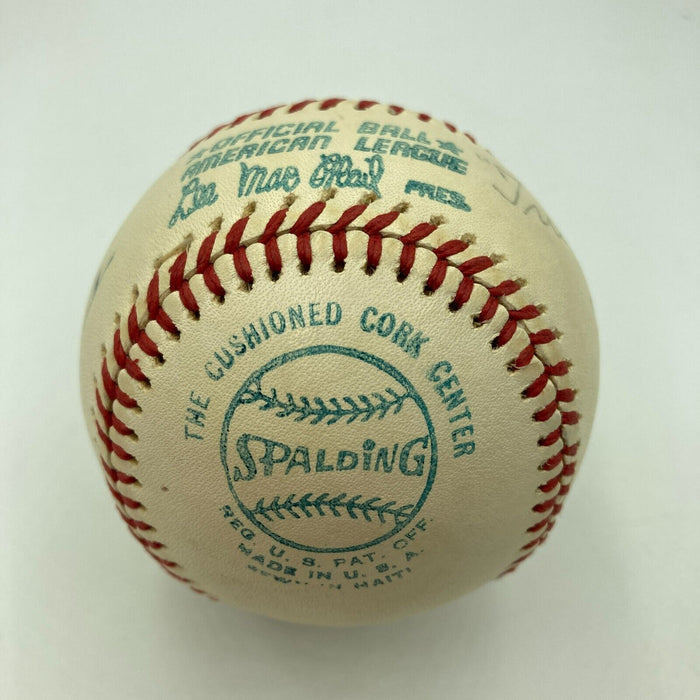 ★OFFICIAL BALL★
AMERICAN LEAGUE
Lee MacPhail PRES.
THE CUSHIONED CORK CENTER
SPALDING
REG. U.S. PAT. OFF.
MADE IN U.S.A.
SEWN IN HAITI